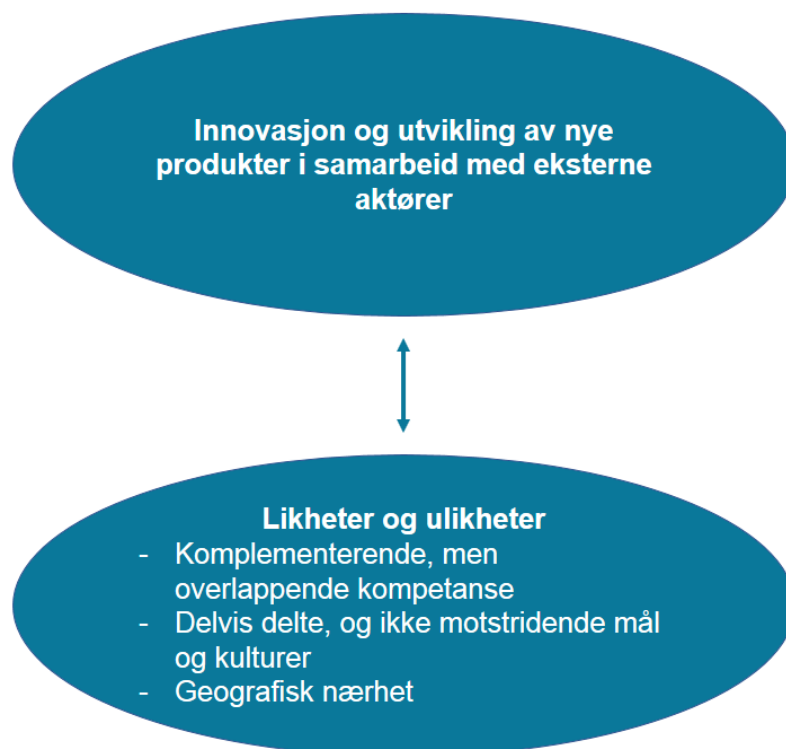 Innovasjon og utvikling av nye
produkter i samarbeid med eksterne
aktører
Likheter og ulikheter
- Komplementerende, men
overlappende kompetanse
- Delvis delte, og ikke motstridende mål
og kulturer
- Geografisk nærhet